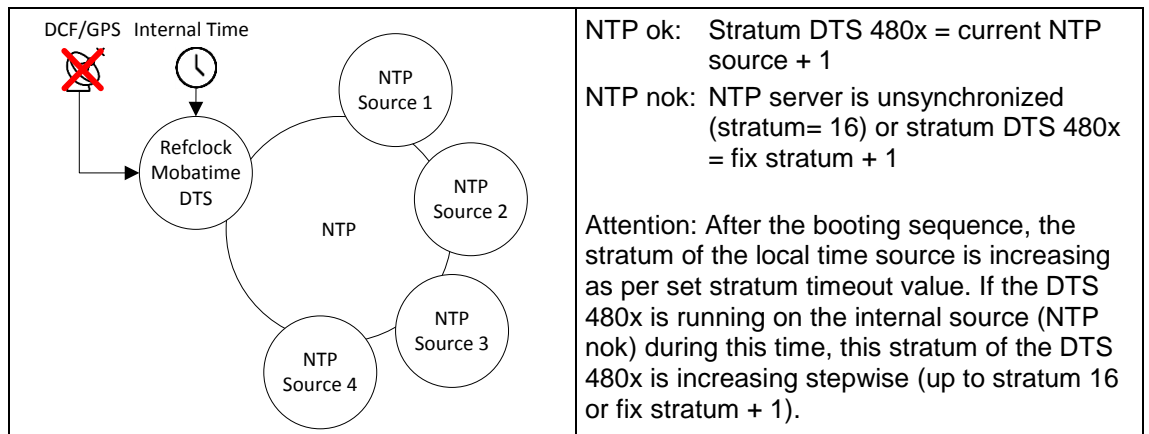 DCF/GPS Internal Time
Refclock
Mobatime
DTS
NTP
Source 1
NTP
Source 2
NTP
NTP
Source 3
NTP
Source 4
NTP ok: Stratum DTS 480x = current NTP
source + 1
NTP nok: NTP server is unsynchronized
(stratum= 16) or stratum DTS 480x
= fix stratum + 1
Attention: After the booting sequence, the
stratum of the local time source is increasing
as per set stratum timeout value. If the DTS
480x is running on the internal source (NTP
nok) during this time, this stratum of the DTS
480x is increasing stepwise (up to stratum 16
or fix stratum + 1).